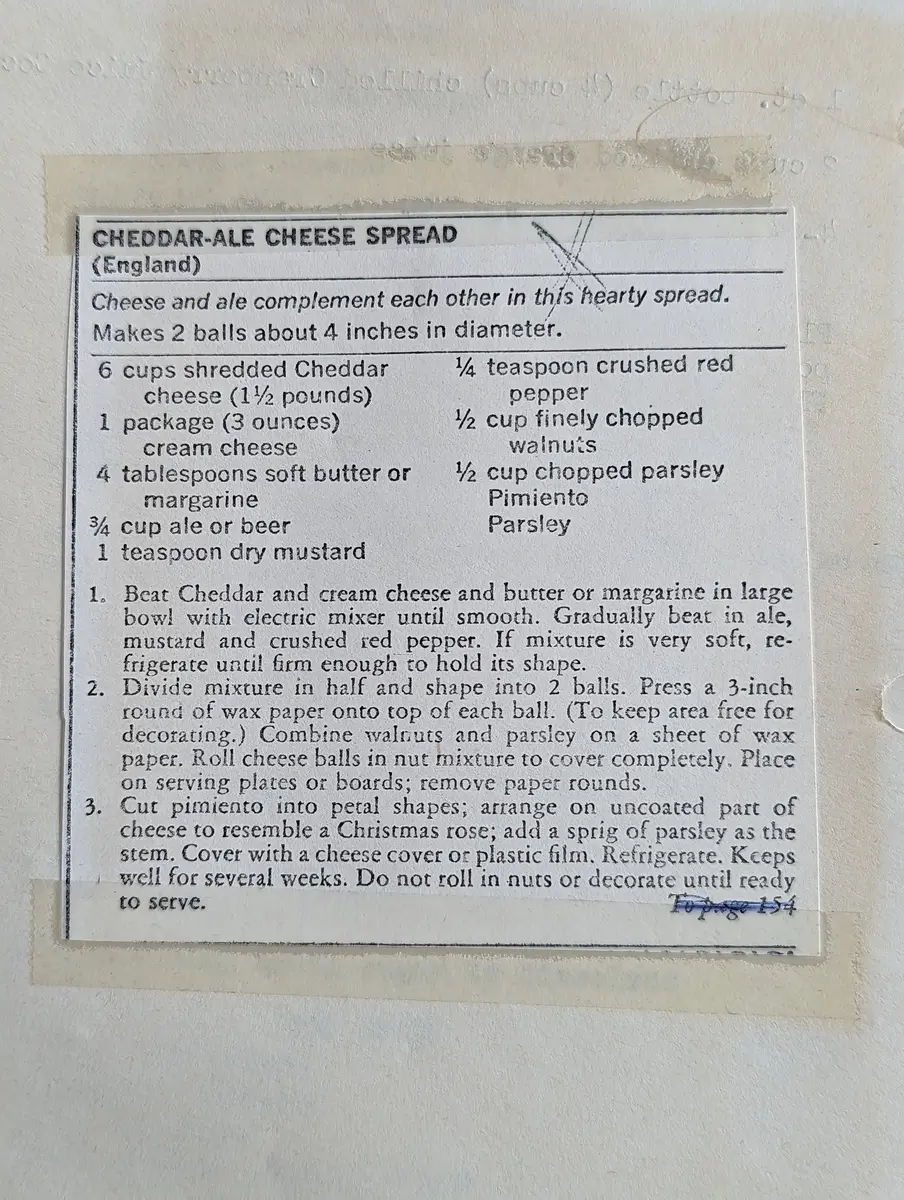 CHEDDAR-ALE CHEESE SPREAD
(England)
Cheese and ale complement each other in this hearty spread.
Makes 2 balls about 4 inches in diameter.
6 cups shredded Cheddar
cheese (1½ pounds)
1 package (3 ounces)
cream cheese
4 tablespoons soft butter or
margarine
¾ cup ale or beer
1 teaspoon dry mustard
¼ teaspoon crushed red
pepper
½ cup finely chopped
walnuts
½ cup chopped parsley
Pimiento
Parsley
1. Beat Cheddar and cream cheese and butter or margarine in large
bowl with electric mixer until smooth. Gradually beat in ale,
mustard and crushed red pepper. If mixture is very soft, re-
frigerate until firm enough to hold its shape.
2. Divide mixture in half and shape into 2 balls. Press a 3-inch
round of wax paper onto top of each ball. (To keep area free for
decorating.) Combine walnuts and parsley on a sheet of wax
paper. Roll cheese balls in nut mixture to cover completely. Place
on serving plates or boards; remove paper rounds.
3. Cut pimiento into petal shapes; arrange on uncoated part of
cheese to resemble a Christmas rose; add a sprig of parsley as the
stem. Cover with a cheese cover or plastic film. Refrigerate. Keeps
well for several weeks. Do not roll in nuts or decorate until ready
to serve.
To page 154